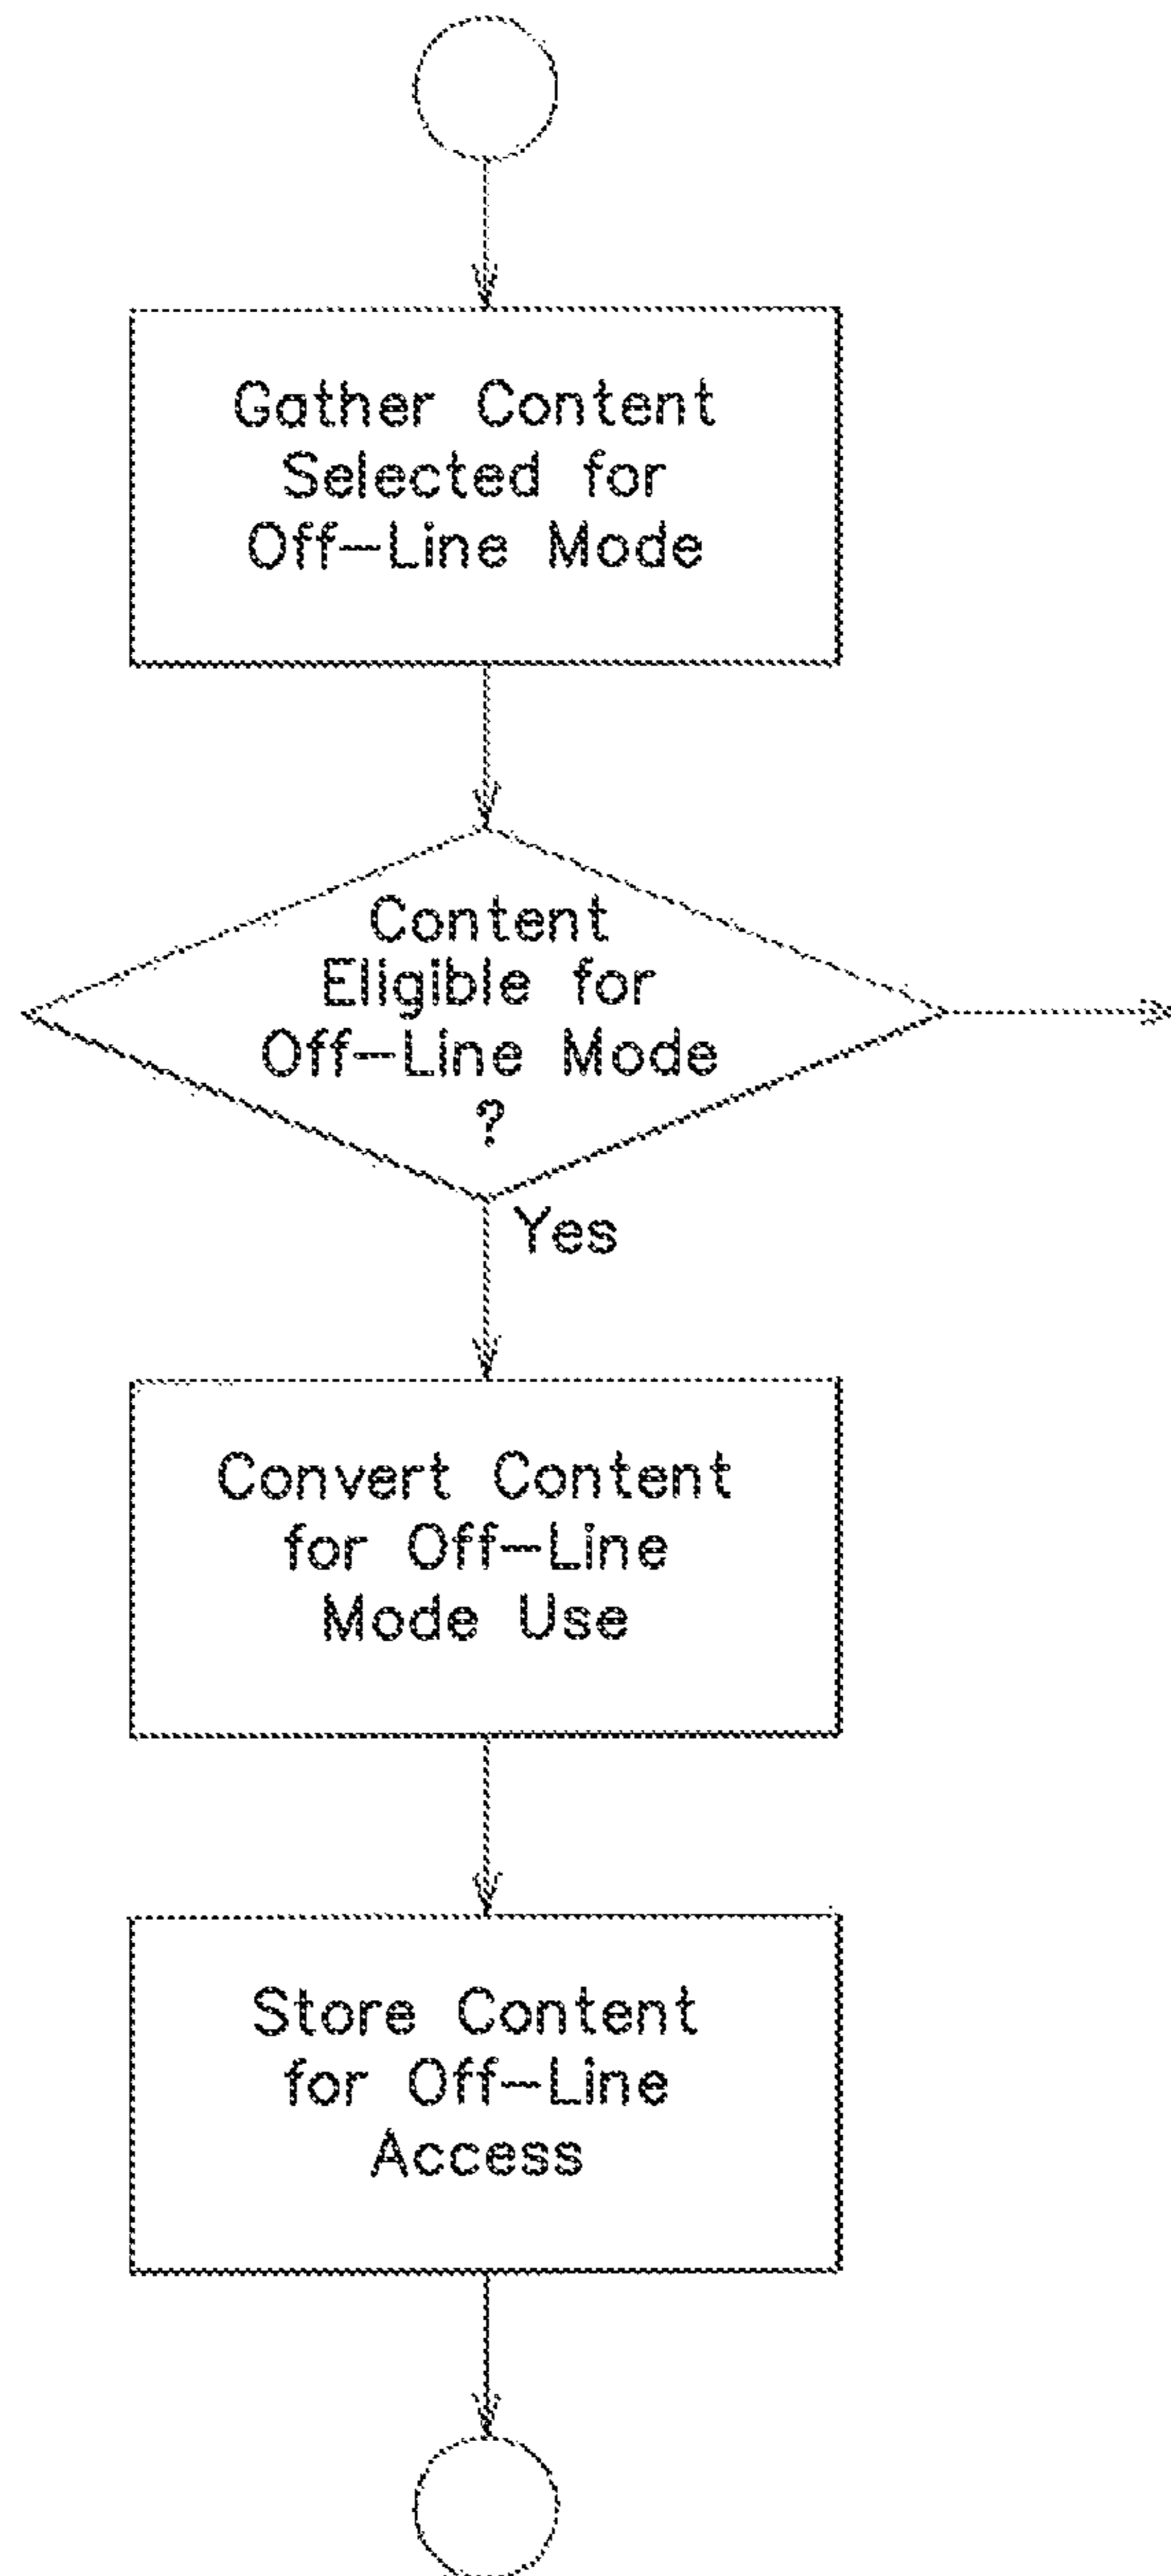 Gather Content
Selected for
Off-Line Mode
Content
Eligible for
Off-Line Mode
?
Yes
Convert Content
for Off-Line
Mode Use
Store Content
for Off-Line
Access